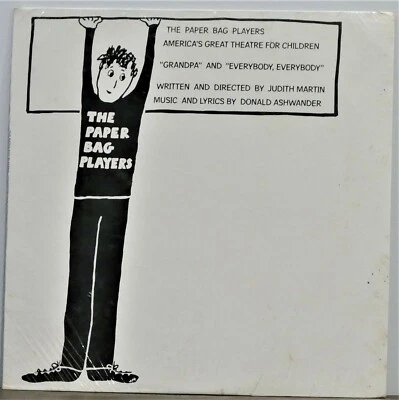 THE PAPER BAG PLAYERS
AMERICA'S GREAT THEATRE FOR CHILDREN
"GRANDPA" AND "EVERYBODY, EVERYBODY"
WRITTEN AND DIRECTED BY JUDITH MARTIN
MUSIC AND LYRICS BY DONALD ASHWANDER
THE
PAPER
BAG
PLAYERS